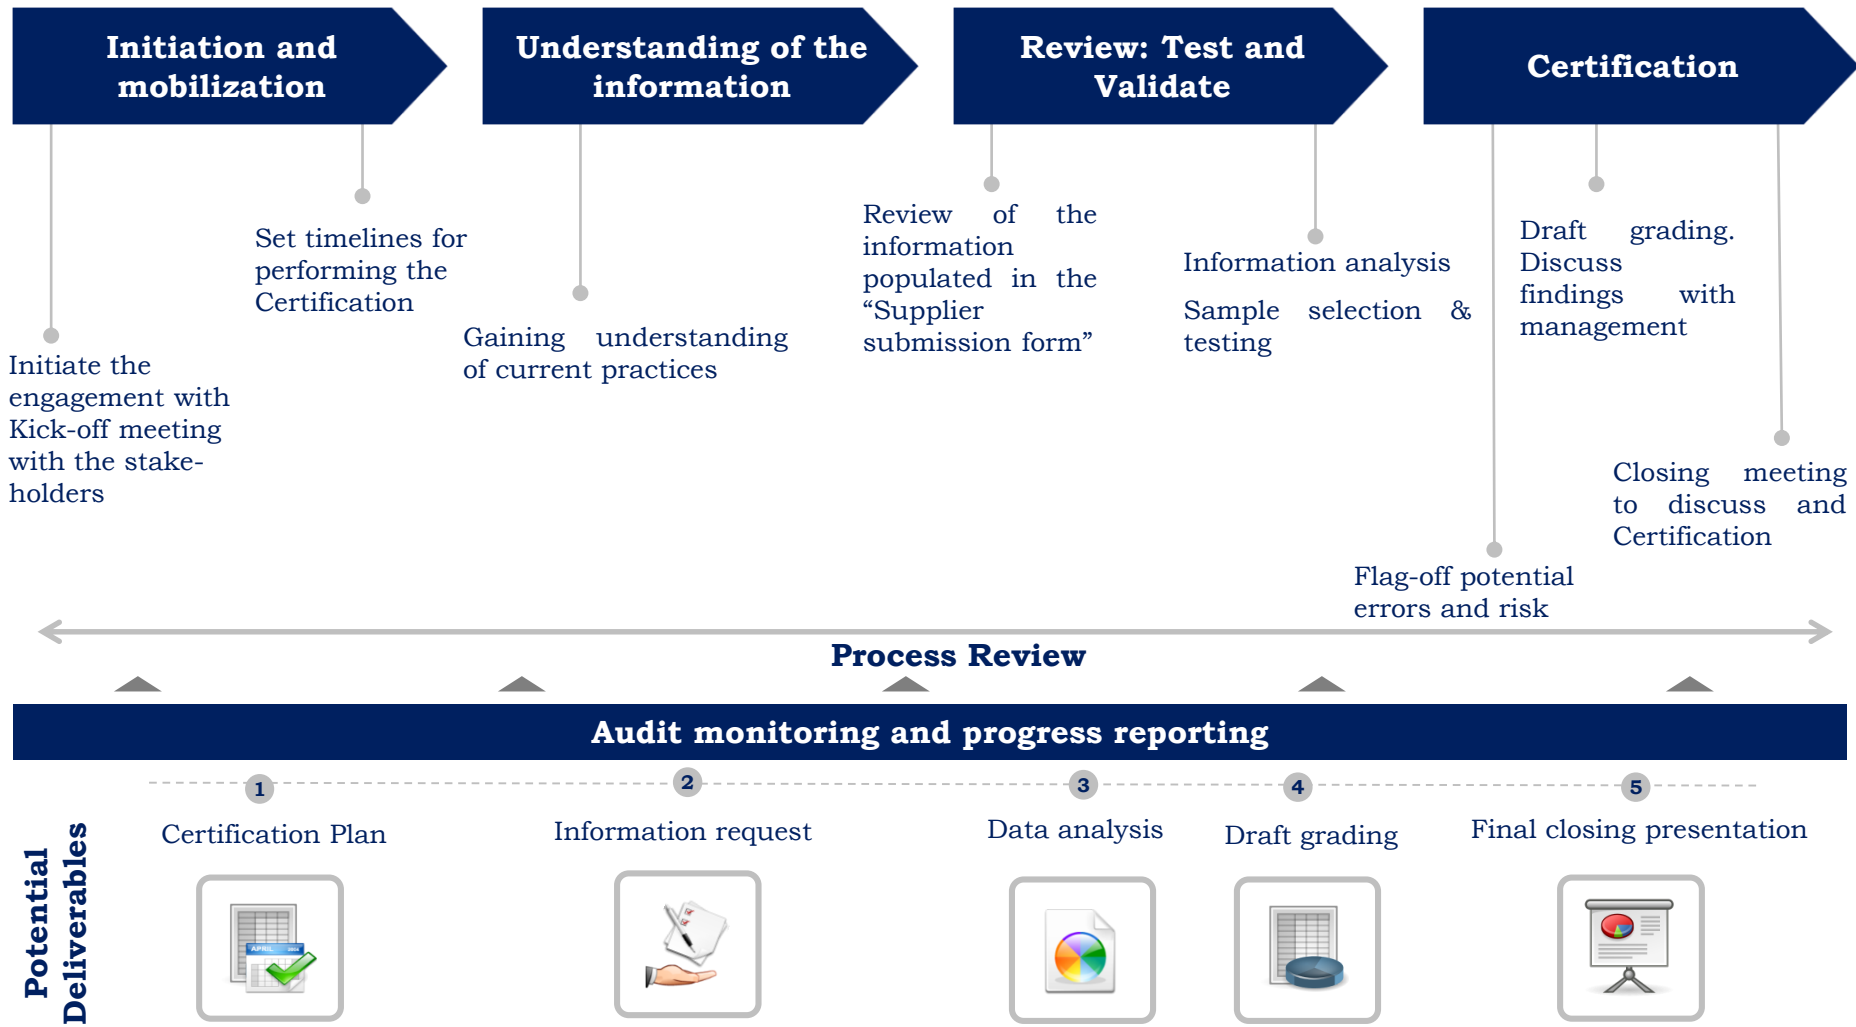 Initiation and
mobilization
Understanding of the
information
Review: Test and
Validate
Certification
Set timelines for
performing the
Certification
Initiate the
engagement with
Kick-off meeting
with the stake-
holders
Gaining understanding
of current practices
Review of the
information
populated in the
“Supplier
submission form”
Information analysis
Sample selection &
testing
Draft grading.
Discuss
findings with
management
Closing meeting
to discuss and
Certification
Flag-off potential
errors and risk
Process Review
Audit monitoring and progress reporting
Potential
Deliverables
1
Certification Plan
APRIL
2
Information request
3
Data analysis
4
Draft grading
5
Final closing presentation